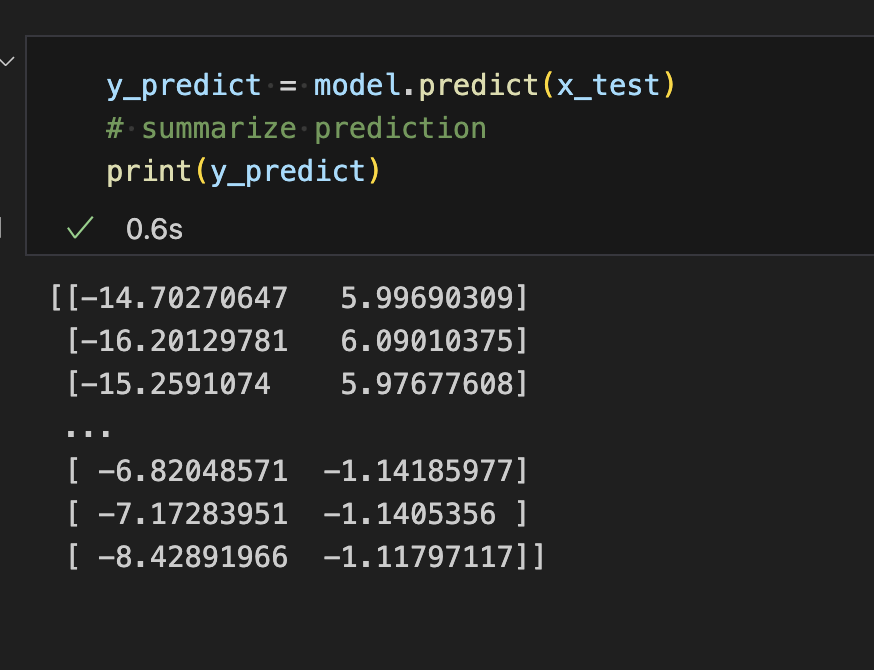 y_predict = model.predict(x_test)
# summarize prediction
print(y_predict)
0.6s
[[-14.70270647   5.99690309]
 [-16.20129781   6.09010375]
 [-15.2591074    5.97677608]
 ...
 [ -6.82048571  -1.14185977]
 [ -7.17283951  -1.1405356 ]
 [ -8.42891966  -1.11797117]]